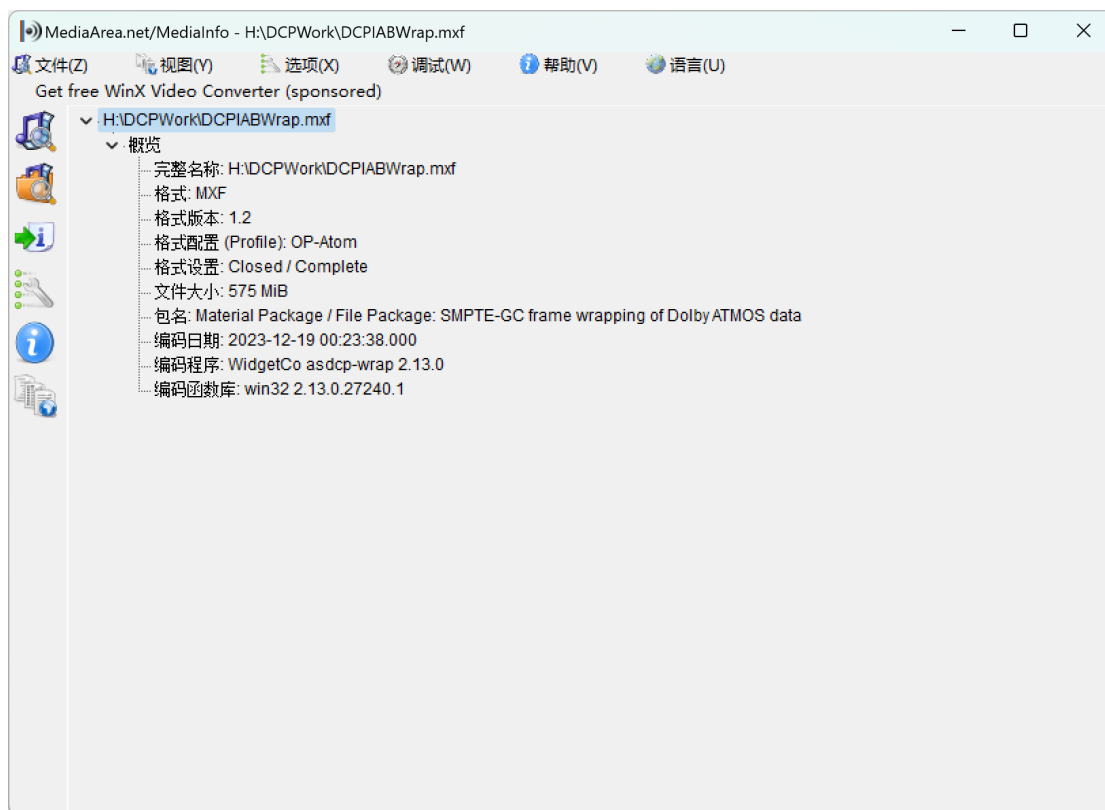 MediaArea.net/MediaInfo - H:\DCPWork\DCPIABWrap.mxf
文件(Z) 视图(Y) 选项(X) 调试(W) 帮助(V) 语言(U)
Get free WinX Video Converter (sponsored)
H:\DCPWork\DCPIABWrap.mxf
概览
完整名称: H:\DCPWork\DCPIABWrap.mxf
格式: MXF
格式版本: 1.2
格式配置 (Profile): OP-Atom
格式设置: Closed / Complete
文件大小: 575 MiB
包名: Material Package / File Package: SMPTE-GC frame wrapping of Dolby ATMOS data
编码日期: 2023-12-19 00:23:38.000
编码程序: WidgetCo asdcp-wrap 2.13.0
编码函数库: win32 2.13.0.27240.1